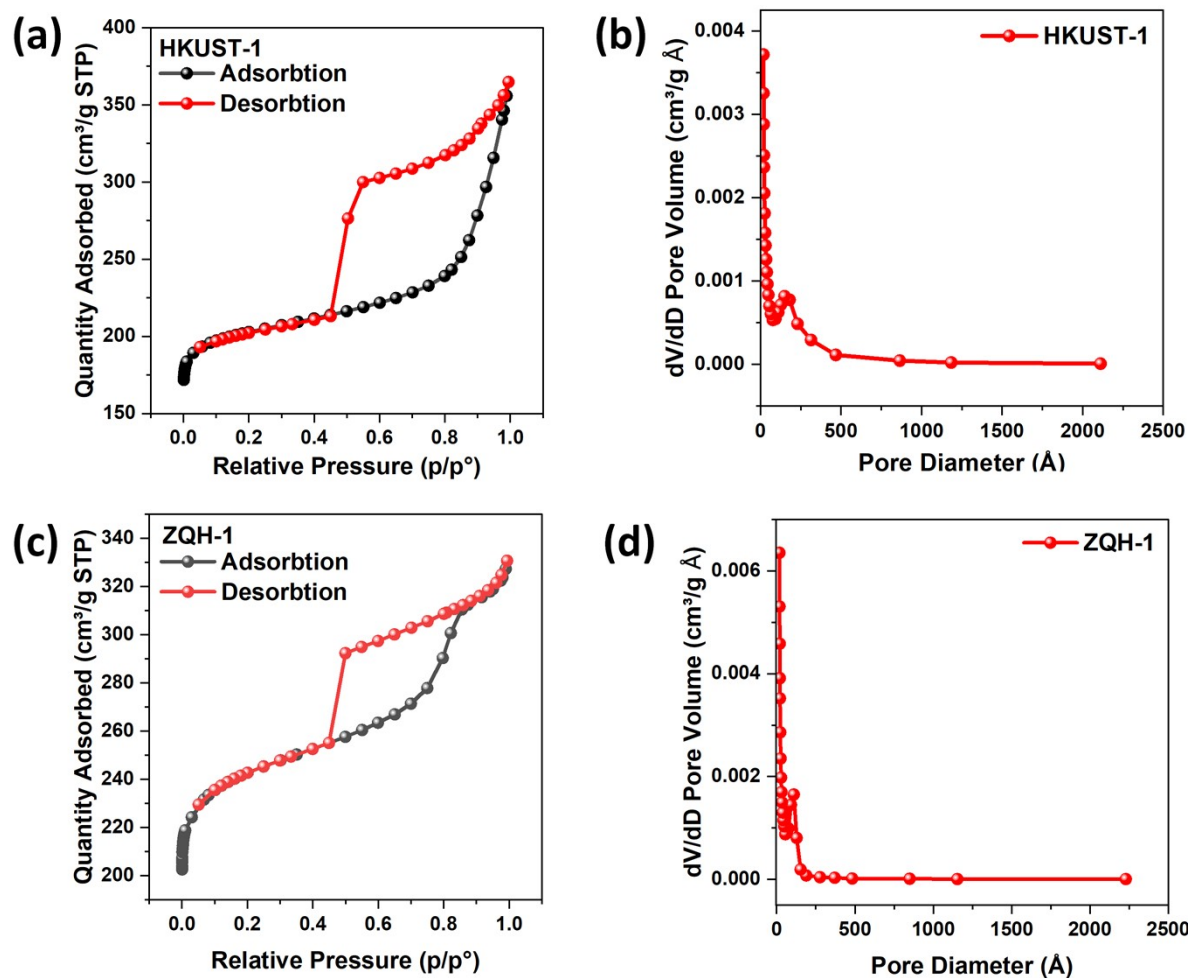 (a)
HKUST-1
Adsorbtion
Desorbtion
400
350
300
250
200
150
0.0 0.2 0.4 0.6 0.8 1.0
Quantity Adsorbed (cm³/g STP)
Relative Pressure (p/p°)
(b)
HKUST-1
0.004
0.003
0.002
0.001
0.000
0 500 1000 1500 2000 2500
dV/dD Pore Volume (cm³/g Å)
Pore Diameter (Å)
(c)
ZQH-1
Adsorbtion
Desorbtion
340
320
300
280
260
240
220
200
0.0 0.2 0.4 0.6 0.8 1.0
Quantity Adsorbed (cm³/g STP)
Relative Pressure (p/p°)
(d)
ZQH-1
0.006
0.004
0.002
0.000
0 500 1000 1500 2000 2500
dV/dD Pore Volume (cm³/g Å)
Pore Diameter (Å)